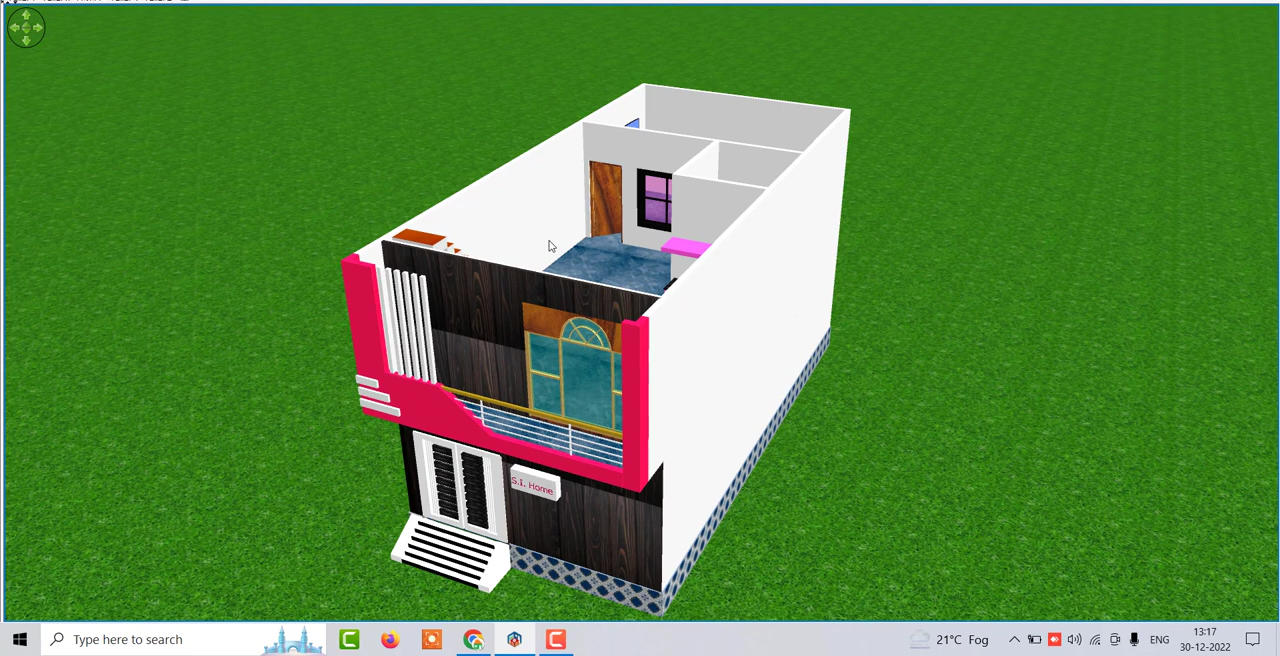 S.I. Home
Type here to search
21°C Fog
ENG
13:17
30-12-2022